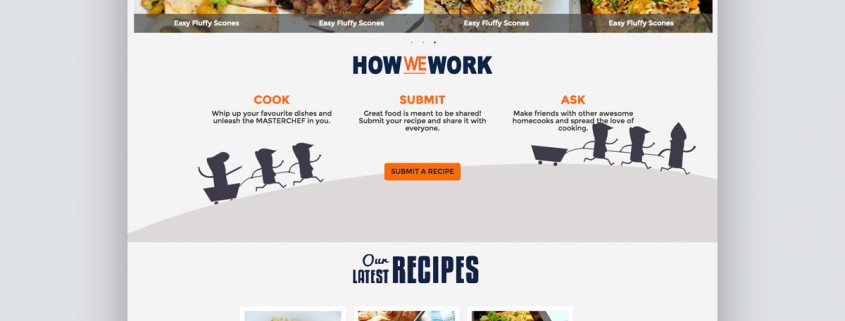 Easy Fluffy Scones
Easy Fluffy Scones
Easy Fluffy Scones
Easy Fluffy Scones
HOW WE WORK
COOK
Whip up your favourite dishes and
unleash the MASTERCHEF in you.
SUBMIT
Great food is meant to be shared!
Submit your recipe and share it with
everyone.
ASK
Make friends with other awesome
homecooks and spread the love of
cooking.
SUBMIT A RECIPE
Our
LATEST RECIPES